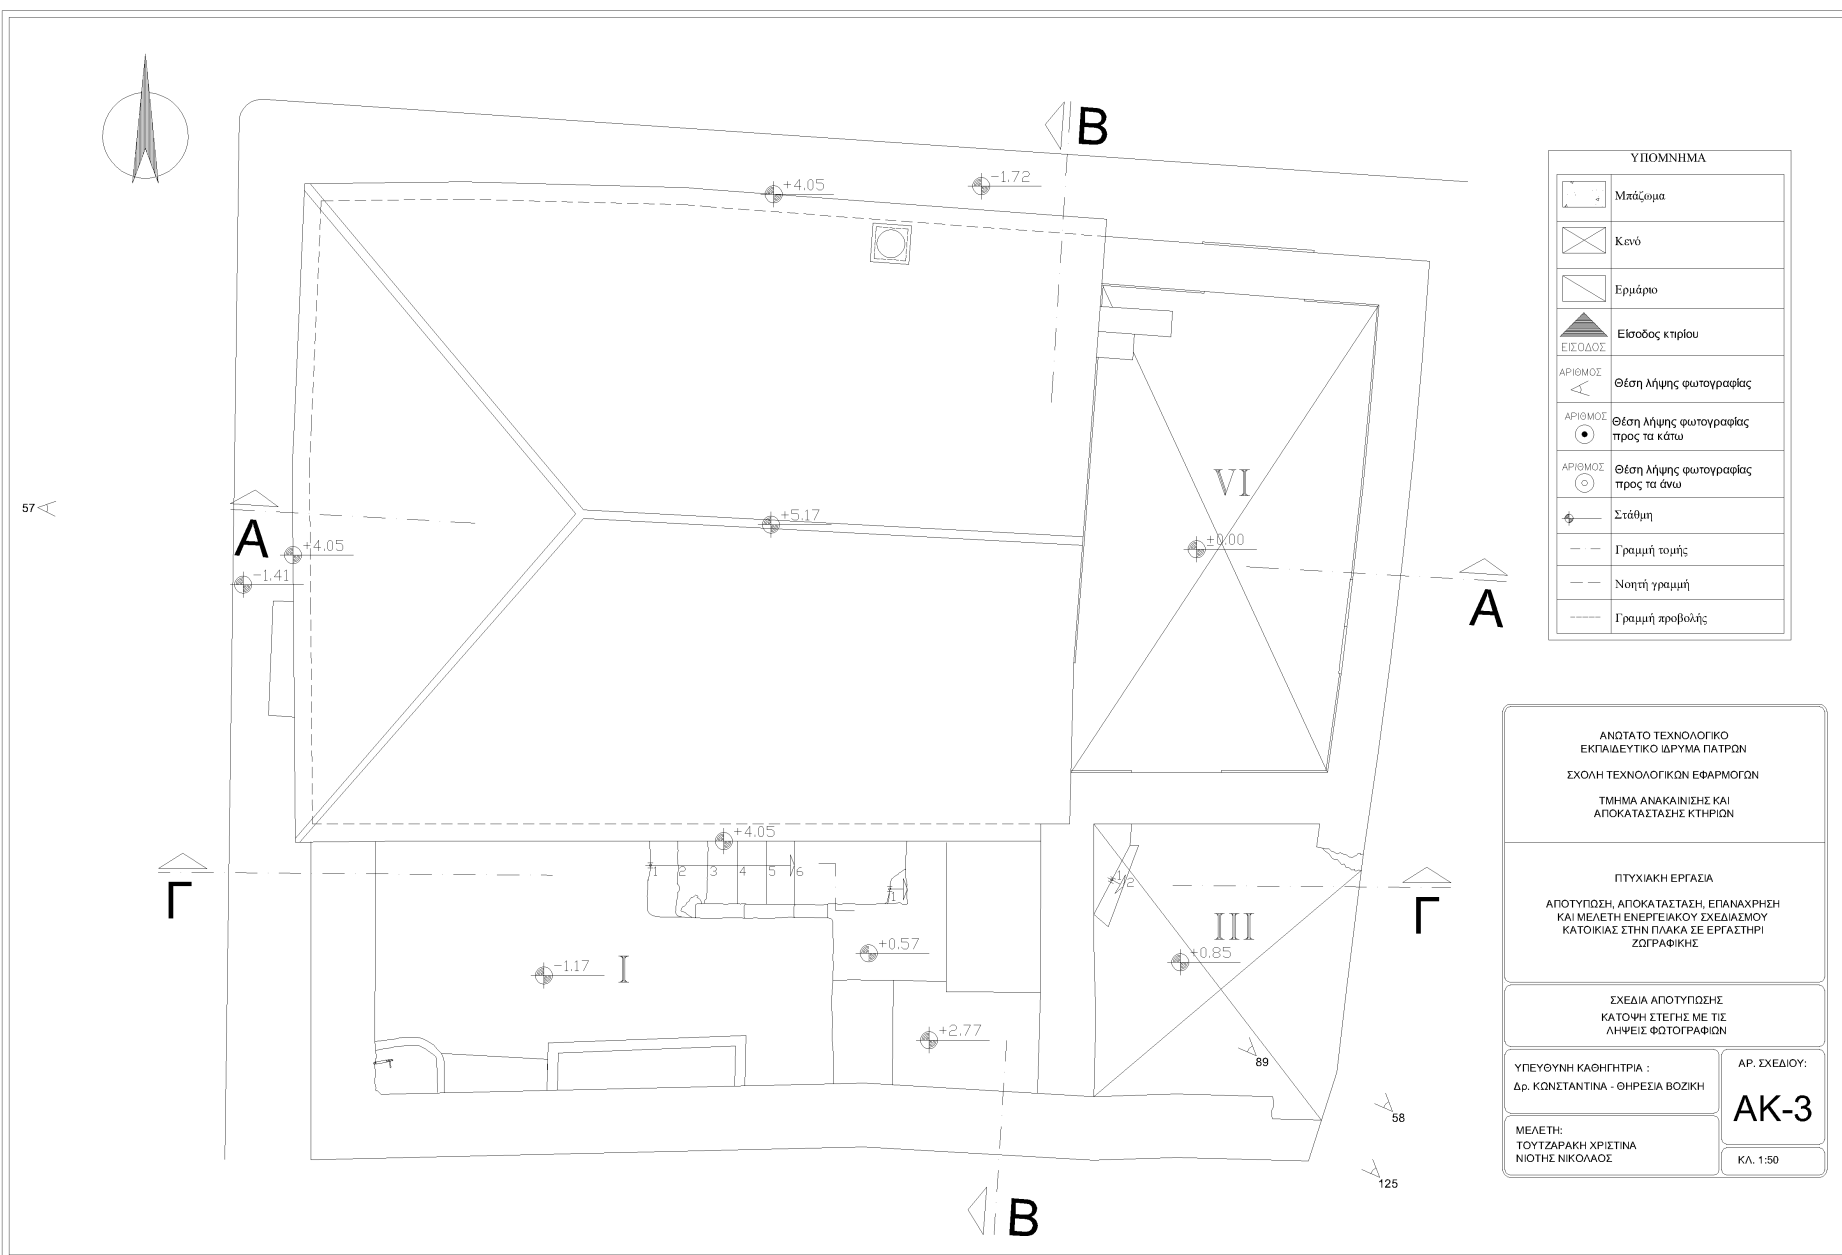 B
+4.05
-1.72
VI
57
A
+5.17
+4.05
±0.00
-1.41
A
+4.05
1
2
3
4
5
6
1
1
2
Γ
Γ
III
+0.57
+0.85
-1.17
I
+2.77
89
58
125
B
ΥΠΟΜΝΗΜΑ
Μπάζωμα
Κενό
Ερμάριο
ΕΙΣΟΔΟΣ
Είσοδος κτιρίου
ΑΡΙΘΜΟΣ
Θέση λήψης φωτογραφίας
ΑΡΙΘΜΟΣ
Θέση λήψης φωτογραφίας
προς τα κάτω
ΑΡΙΘΜΟΣ
Θέση λήψης φωτογραφίας
προς τα άνω
Στάθμη
Γραμμή τομής
Νοητή γραμμή
Γραμμή προβολής
ΑΝΩΤΑΤΟ ΤΕΧΝΟΛΟΓΙΚΟ
ΕΚΠΑΙΔΕΥΤΙΚΟ ΙΔΡΥΜΑ ΠΑΤΡΩΝ
ΣΧΟΛΗ ΤΕΧΝΟΛΟΓΙΚΩΝ ΕΦΑΡΜΟΓΩΝ
ΤΜΗΜΑ ΑΝΑΚΑΙΝΙΣΗΣ ΚΑΙ
ΑΠΟΚΑΤΑΣΤΑΣΗΣ ΚΤΗΡΙΩΝ
ΠΤΥΧΙΑΚΗ ΕΡΓΑΣΙΑ
ΑΠΟΤΥΠΩΣΗ, ΑΠΟΚΑΤΑΣΤΑΣΗ, ΕΠΑΝΑΧΡΗΣΗ
ΚΑΙ ΜΕΛΕΤΗ ΕΝΕΡΓΕΙΑΚΟΥ ΣΧΕΔΙΑΣΜΟΥ
ΚΑΤΟΙΚΙΑΣ ΣΤΗΝ ΠΛΑΚΑ ΣΕ ΕΡΓΑΣΤΗΡΙ
ΖΩΓΡΑΦΙΚΗΣ
ΣΧΕΔΙΑ ΑΠΟΤΥΠΩΣΗΣ
ΚΑΤΟΨΗ ΣΤΕΓΗΣ ΜΕ ΤΙΣ
ΛΗΨΕΙΣ ΦΩΤΟΓΡΑΦΙΩΝ
ΥΠΕΥΘΥΝΗ ΚΑΘΗΓΗΤΡΙΑ :
Δρ. ΚΩΝΣΤΑΝΤΙΝΑ - ΘΗΡΕΣΙΑ ΒΟΖΙΚΗ
ΑΡ. ΣΧΕΔΙΟΥ:
ΑΚ-3
ΜΕΛΕΤΗ:
ΤΟΥΤΖΑΡΑΚΗ ΧΡΙΣΤΙΝΑ
ΝΙΟΤΗΣ ΝΙΚΟΛΑΟΣ
ΚΛ. 1:50